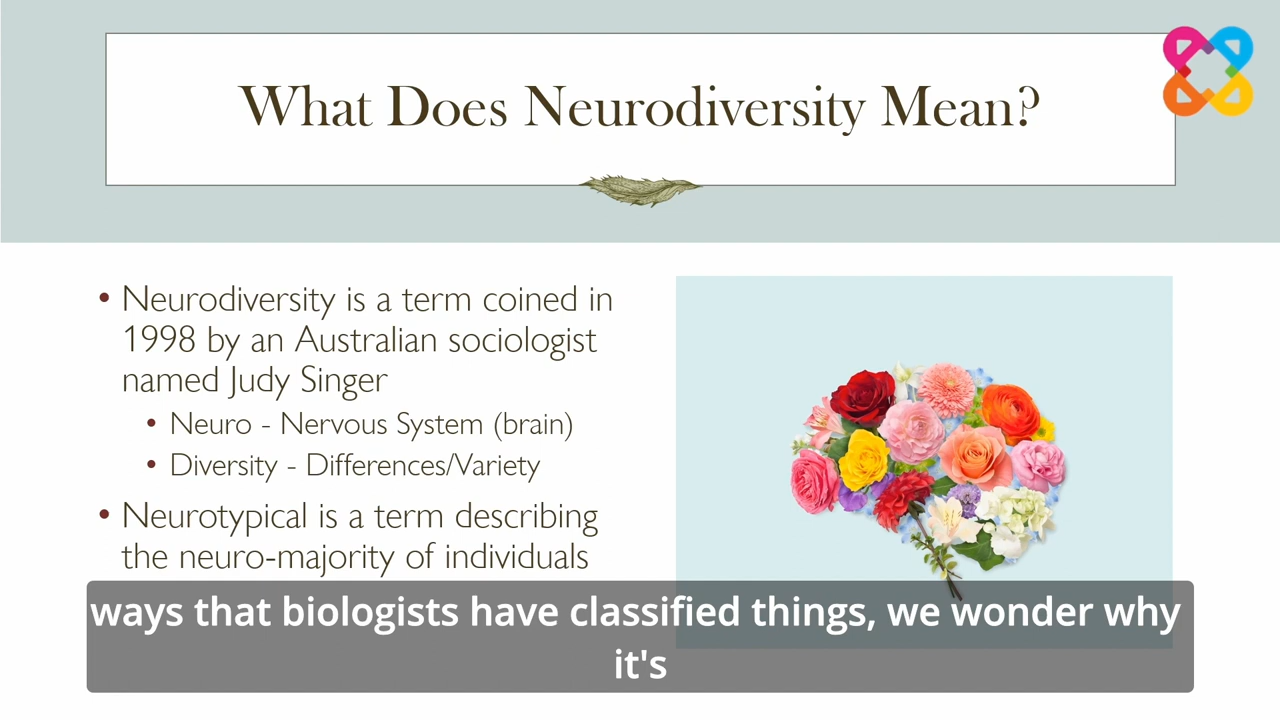 What Does Neurodiversity Mean?
• Neurodiversity is a term coined in
1998 by an Australian sociologist
named Judy Singer
• Neuro - Nervous System (brain)
• Diversity - Differences/Variety
• Neurotypical is a term describing
the neuro-majority of individuals
ways that biologists have classified things, we wonder why
it's